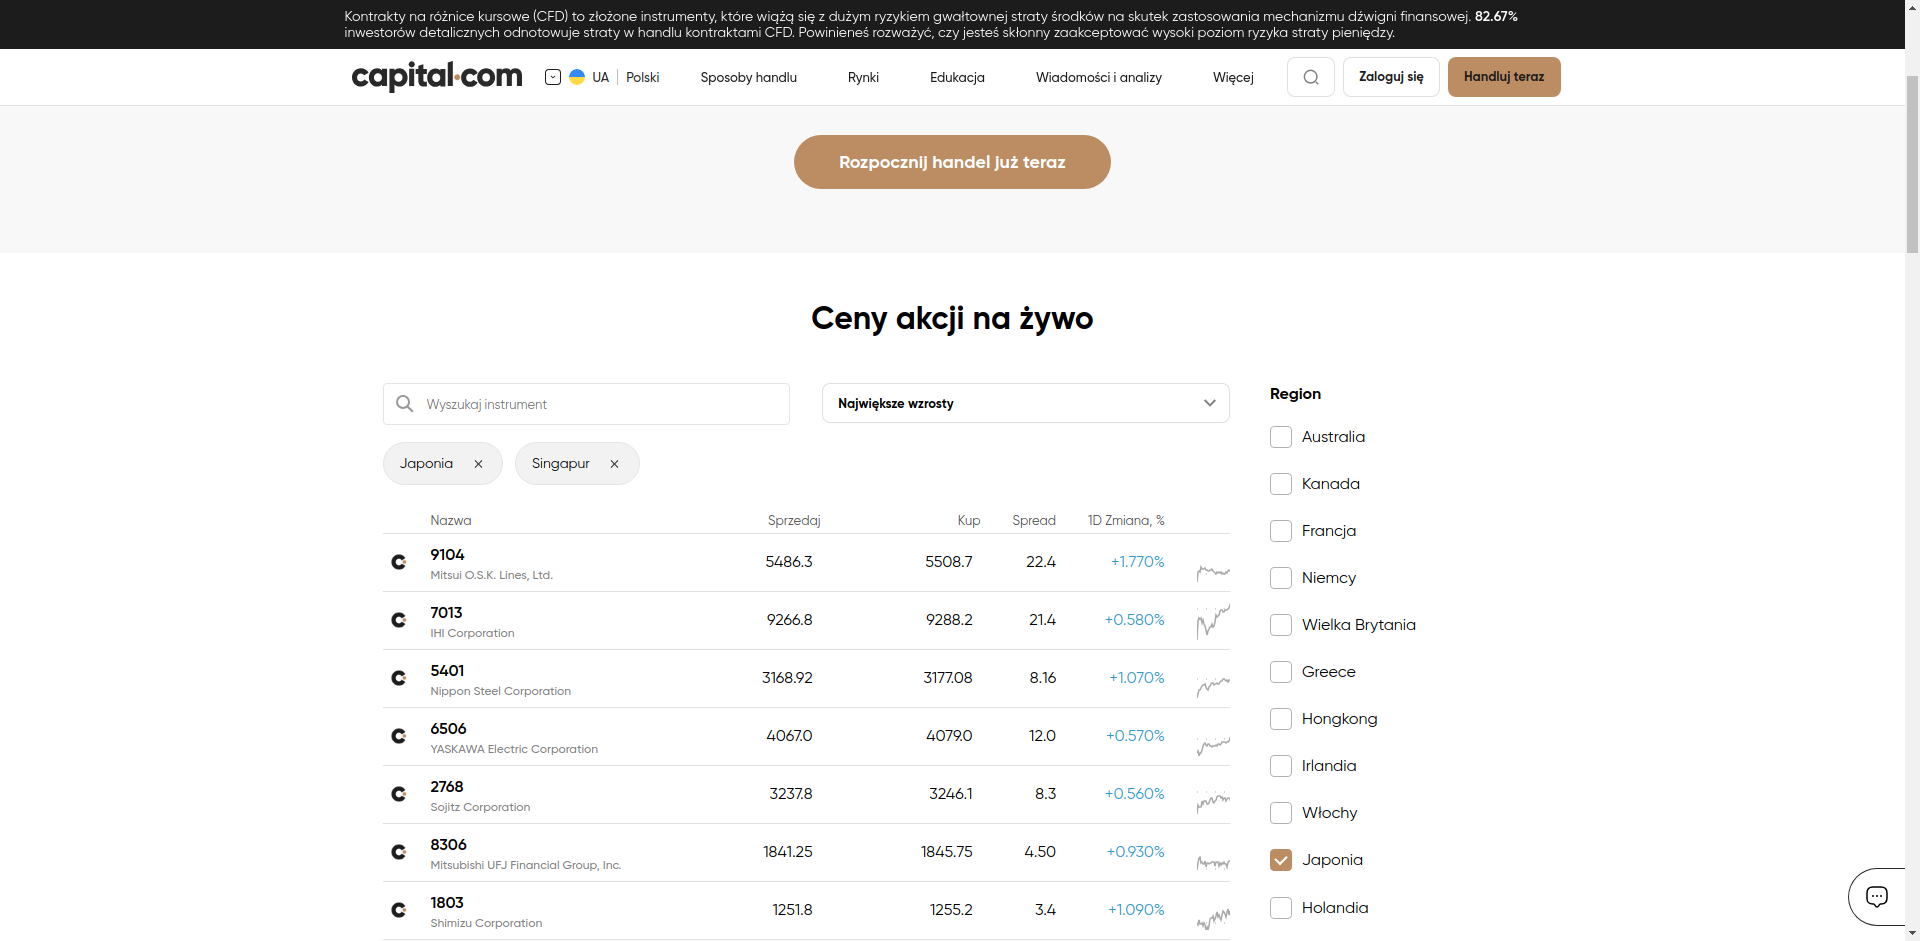 Kontrakty na różnice kursowe (CFD) to złożone instrumenty, które wiążą się z dużym ryzykiem gwałtownej straty środków na skutek zastosowania mechanizmu dźwigni finansowej. 82.67%
inwestorów detalicznych odnotowuje straty w handlu kontraktami CFD. Powinieneś rozważyć, czy jesteś skłonny zaakceptować wysoki poziom ryzyka straty pieniędzy.
capital.com UA Polski Sposoby handlu Rynki Edukacja Wiadomości i analizy Więcej Zaloguj się Handluj teraz
Rozpocznij handel już teraz
Ceny akcji na żywo
Wyszukaj instrument
Największe wzrosty
Japonia
Singapur
Nazwa Sprzedaj Kup Spread 1D Zmiana, %
9104 5486.3 5508.7 22.4 +1.770%
Mitsui O.S.K. Lines, Ltd.
7013 9266.8 9288.2 21.4 +0.580%
IHI Corporation
5401 3168.92 3177.08 8.16 +1.070%
Nippon Steel Corporation
6506 4067.0 4079.0 12.0 +0.570%
YASKAWA Electric Corporation
2768 3237.8 3246.1 8.3 +0.560%
Sojitz Corporation
8306 1841.25 1845.75 4.50 +0.930%
Mitsubishi UFJ Financial Group, Inc.
1803 1251.8 1255.2 3.4 +1.090%
Shimizu Corporation
Region
Australia
Kanada
Francja
Niemcy
Wielka Brytania
Greece
Hongkong
Irlandia
Włochy
Japonia
Holandia